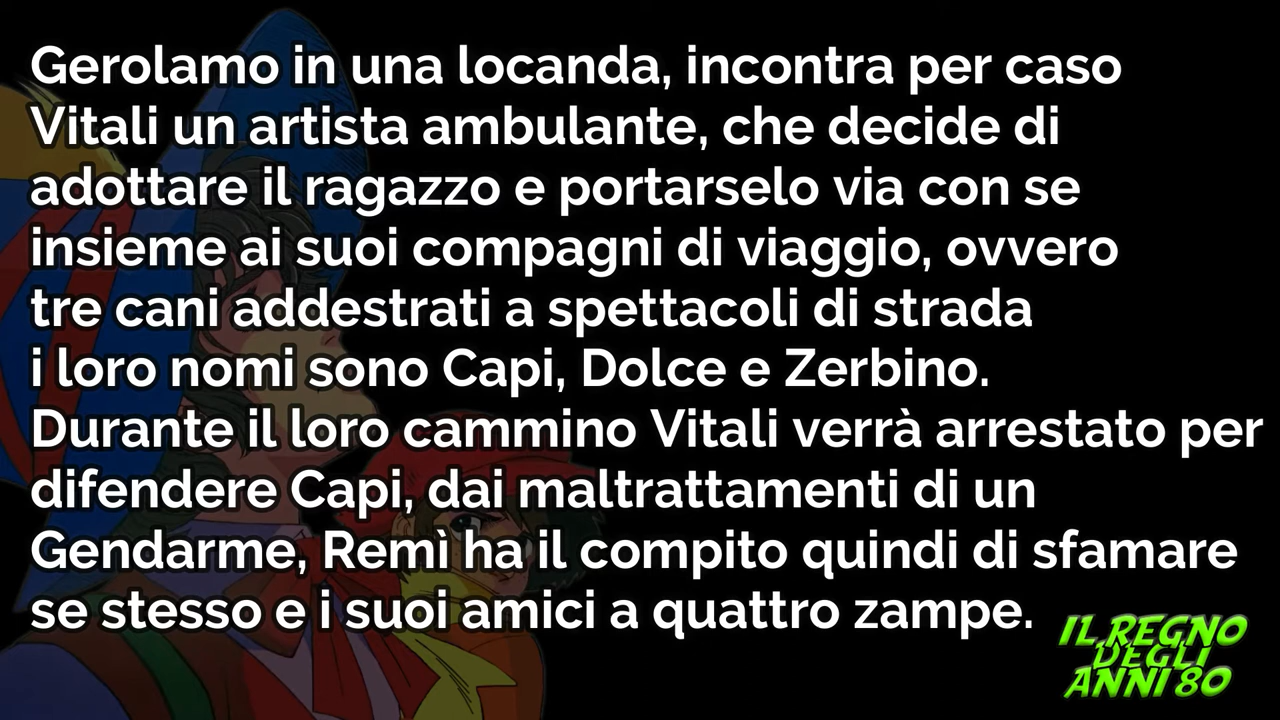 Gerolamo in una locanda, incontra per caso
Vitali un artista ambulante, che decide di
adottare il ragazzo e portarselo via con se
insieme ai suoi compagni di viaggio, ovvero
tre cani addestrati a spettacoli di strada
i loro nomi sono Capi, Dolce e Zerbino.
Durante il loro cammino Vitali verrà arrestato per
difendere Capi, dai maltrattamenti di un
Gendarme, Remì ha il compito quindi di sfamare
se stesso e i suoi amici a quattro zampe.
IL REGNO
DEGLI
ANNI 80